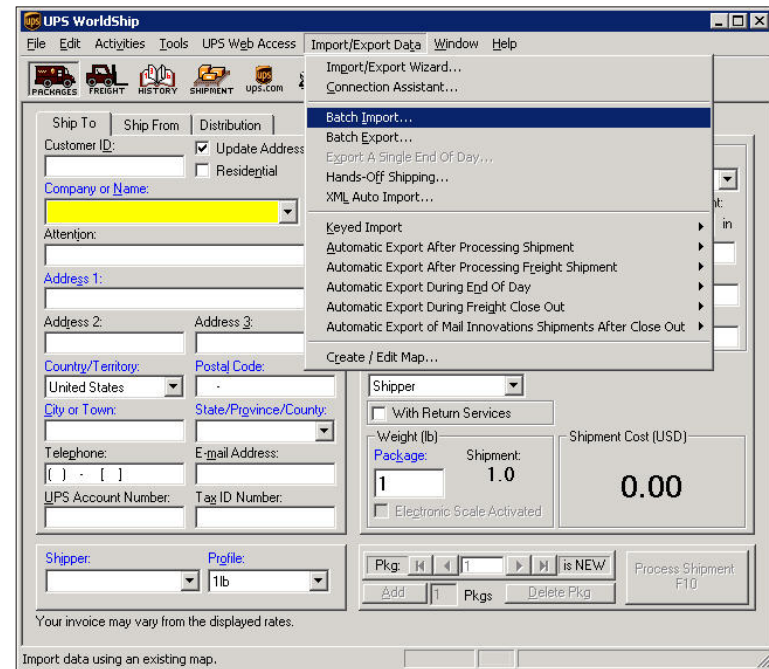 UPS WorldShip
File Edit Activities Tools UPS Web Access Import/Export Data Window Help
PACKAGES FREIGHT HISTORY SHIPMENT ups.com
Import/Export Wizard...
Connection Assistant...
Batch Import...
Batch Export...
Export A Single End Of Day...
Hands-Off Shipping...
XML Auto Import...
Keyed Import
Automatic Export After Processing Shipment
Automatic Export After Processing Freight Shipment
Automatic Export During End Of Day
Automatic Export During Freight Close Out
Automatic Export of Mail Innovations Shipments After Close Out
Create / Edit Map...
Ship To Ship From Distribution
Customer ID: Update Address
Residential
Company or Name:
Attention:
Address 1:
Address 2: Address 3:
Country/Territory: Postal Code:
United States -
City or Town: State/Province/County:
Telephone: E-mail Address:
( ) - [ ]
UPS Account Number: Tax ID Number:
in
Shipper
With Return Services
Weight (lb) Shipment Cost (USD)
Package: Shipment:
1 1.0 0.00
Electronic Scale Activated
Shipper: Profile:
1lb
Pkg: 1 is NEW Process Shipment
F10
Add 1 Pkgs Delete Pkg
Your invoice may vary from the displayed rates.
Import data using an existing map.